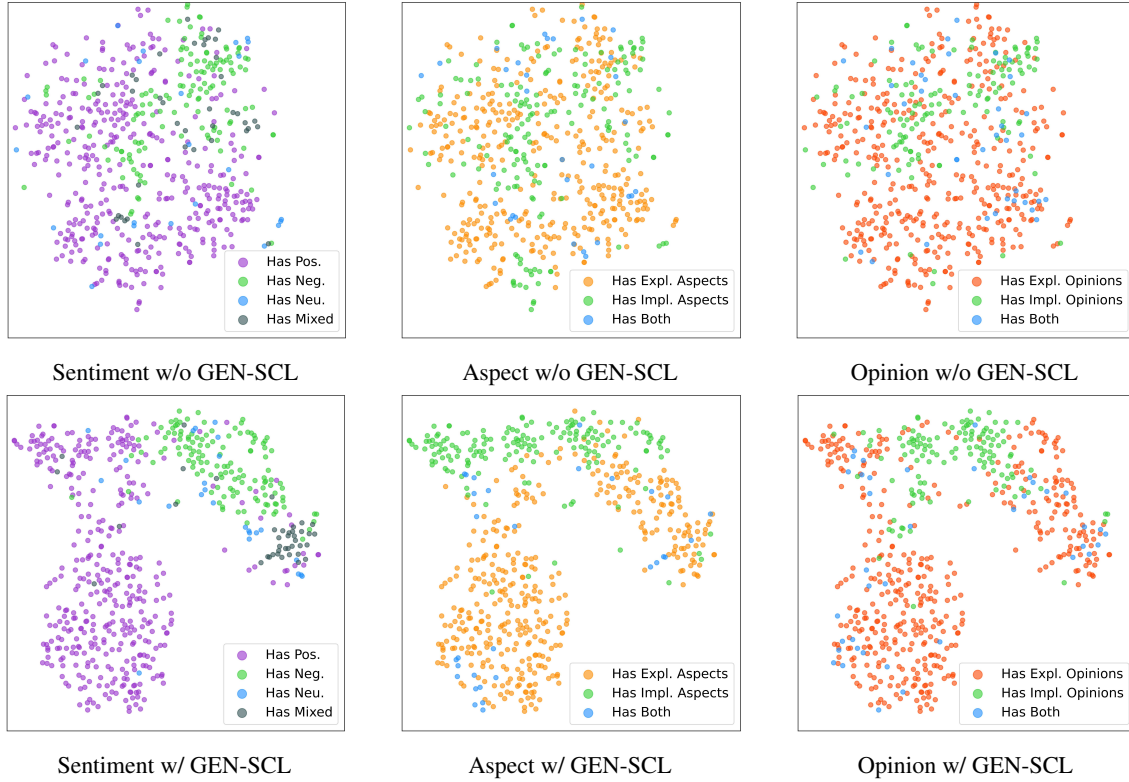 Has Pos.
Has Neg.
Has Neu.
Has Mixed
Has Expl. Aspects
Has Impl. Aspects
Has Both
Has Expl. Opinions
Has Impl. Opinions
Has Both
Sentiment w/o GEN-SCL
Aspect w/o GEN-SCL
Opinion w/o GEN-SCL
Has Pos.
Has Neg.
Has Neu.
Has Mixed
Has Expl. Aspects
Has Impl. Aspects
Has Both
Has Expl. Opinions
Has Impl. Opinions
Has Both
Sentiment w/ GEN-SCL
Aspect w/ GEN-SCL
Opinion w/ GEN-SCL